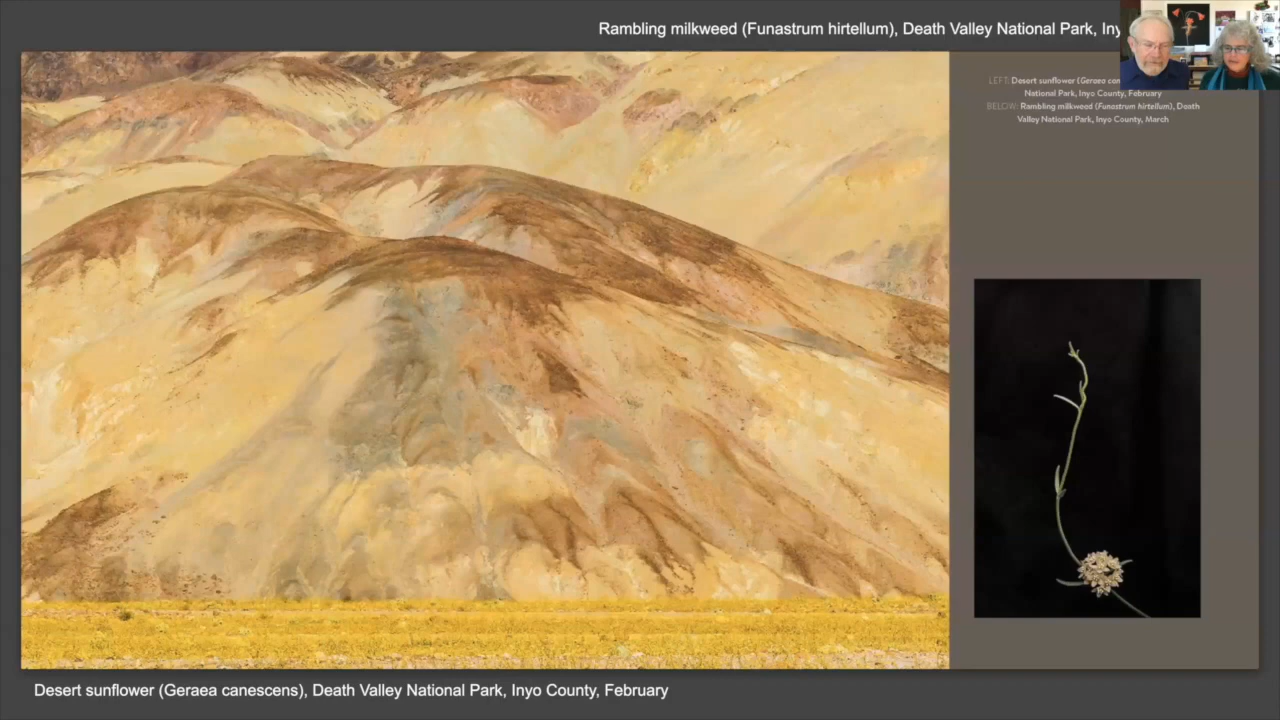 Rambling milkweed (Funastrum hirtellum), Death Valley National Park, Iny
LEFT: Desert sunflower (Geraea
National Park, Inyo County, February
BELOW: Rambling milkweed (Funastrum hirtellum), Death
Valley National Park, Inyo County, March
Desert sunflower (Geraea canescens), Death Valley National Park, Inyo County, February